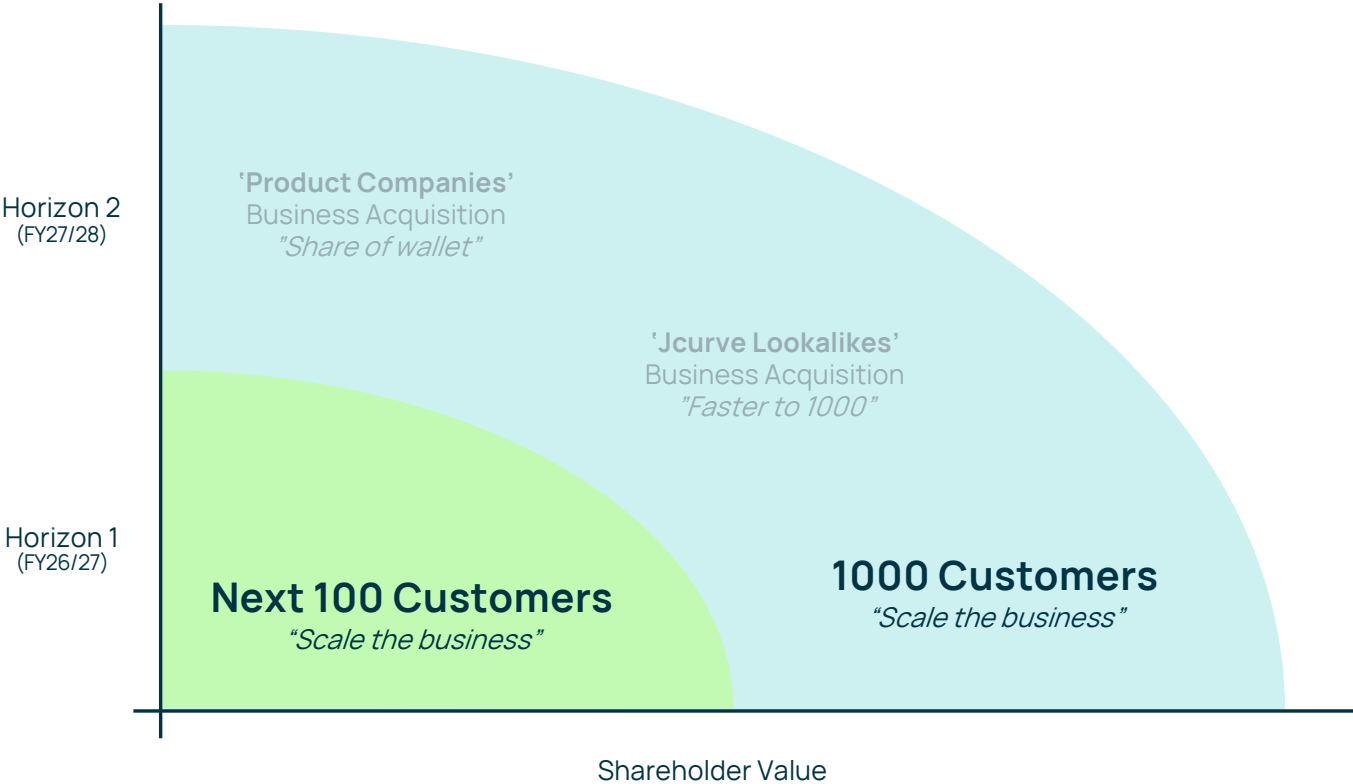 Horizon 2
(FY27/28)
‘Product Companies’
Business Acquisition
”Share of wallet”
‘Jcurve Lookalikes’
Business Acquisition
”Faster to 1000”
Horizon 1
(FY26/27)
Next 100 Customers
“Scale the business”
1000 Customers
“Scale the business”
Shareholder Value